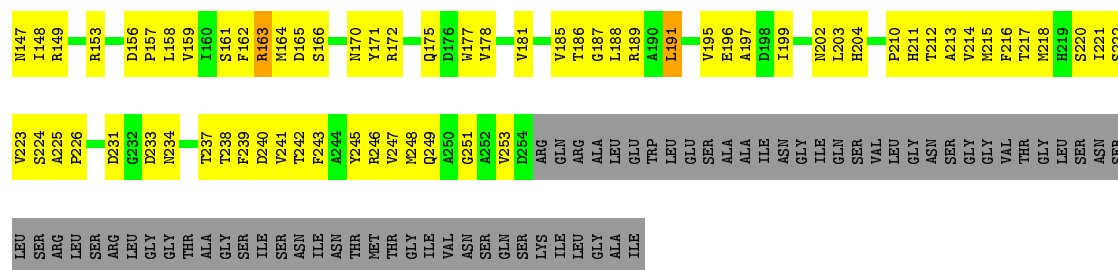 N147 I148 R149 R153 D156 P157 L158 V159 I160 S161 F162 R163 M164 D165 S166 N170 Y171 R172 Q175 D176 W177 V178 V181 V185 T186 G187 L188 R189 A190 L191 V195 E196 A197 D198 I199 N202 L203 H204 P210 H211 T212 A213 V214 M215 F216 T217 M218 H219 S220 I221 S222
V223 S224 A225 P226 D231 G232 D233 N234 T237 T238 F239 D240 V241 T242 F243 A244 Y245 R246 V247 M248 Q249 A250 G251 A252 V253 D254 ARG GLN ARG ALA LEU GLU TRP LEU GLU SER ALA ALA ILE ASN GLY ILE GLN SER VAL LEU GLY ASN SER GLY GLY VAL THR GLY LEU SER ASN SER
LEU SER ARG PRO LEU SER ARG LEU GLY GLY THR ALA GLY SER ILE SER ASN ILE ASN THR MET THR GLY ILE VAL ASN SER GLN SER LYS ILE LEU GLY ALA ILE